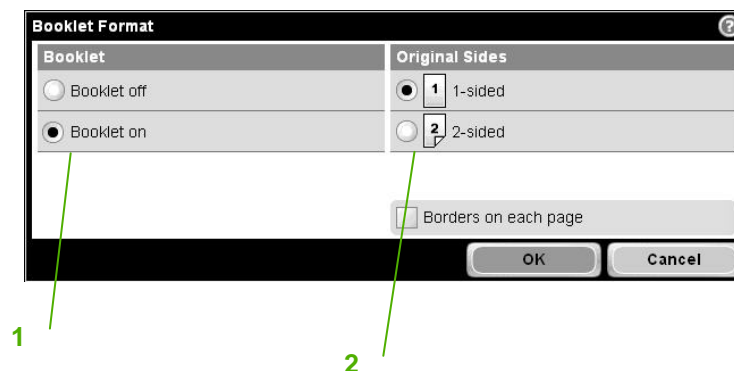 Booklet Format ?
Booklet
Booklet off
Booklet on
Original Sides
1 1-sided
2 2-sided
Borders on each page
OK Cancel
1
2